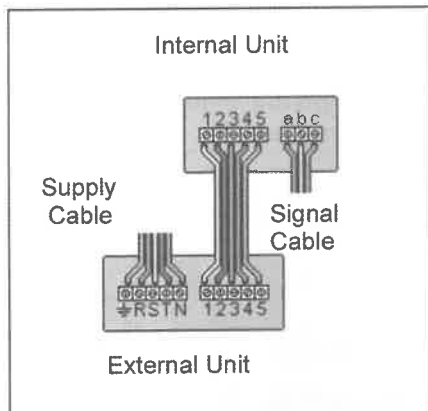 Internal Unit
12345 abc
Supply
Cable
Signal
Cable
⏚RSTN 12345
External Unit